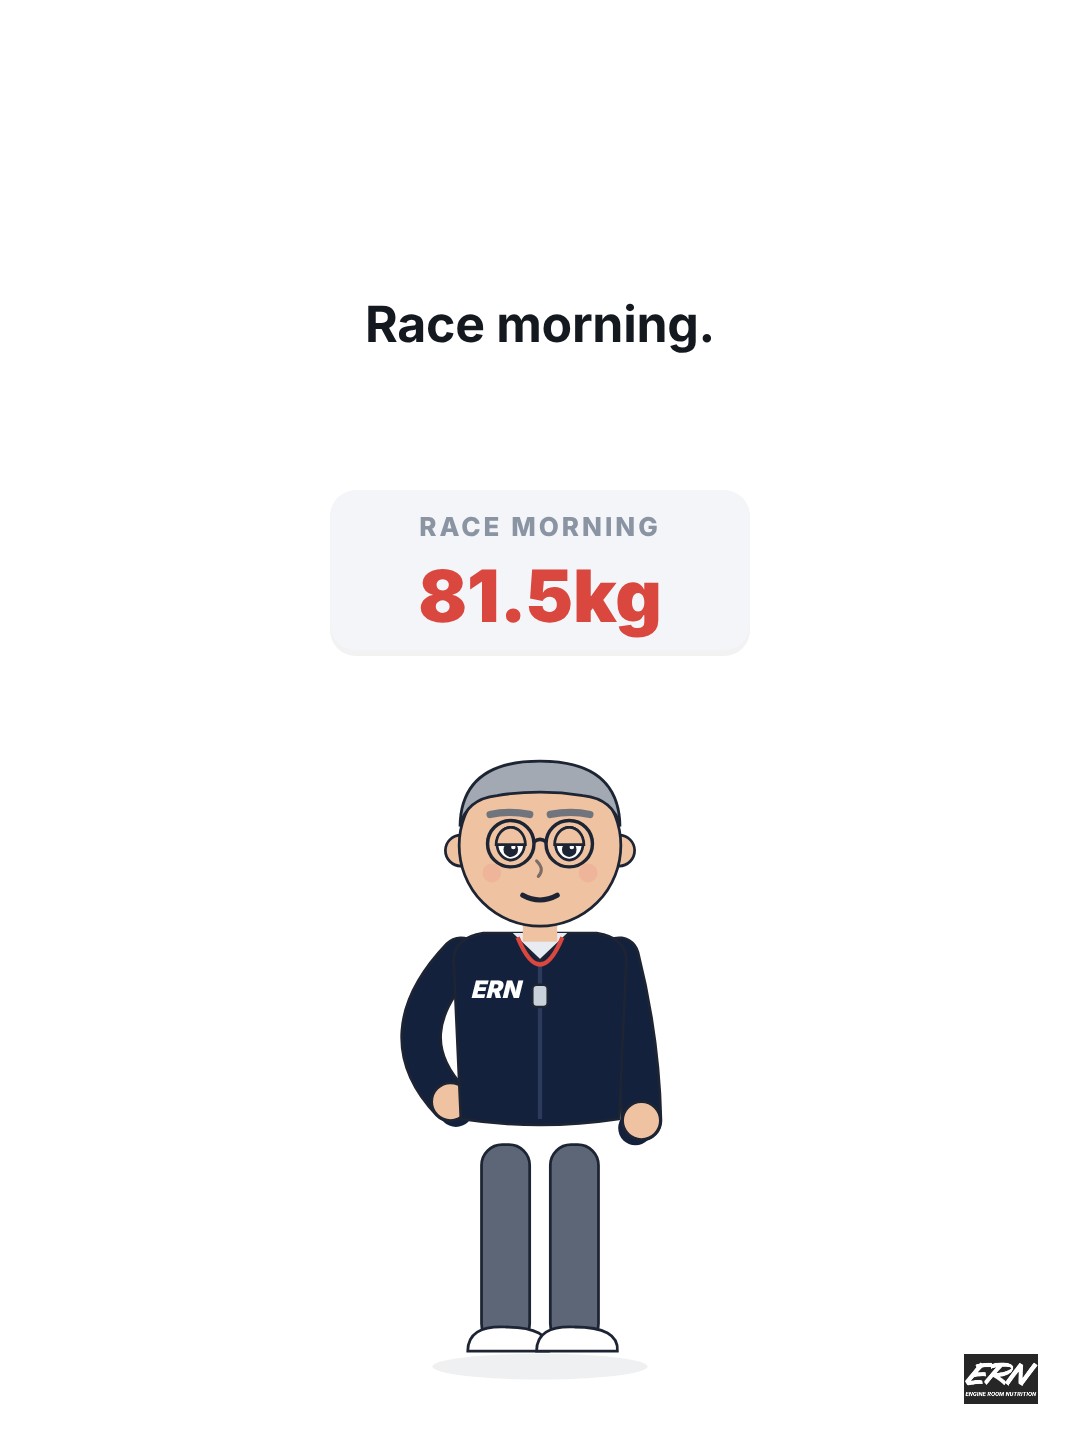 Race morning.
RACE MORNING
81.5kg
ERN
ERN
ENGINE ROOM NUTRITION